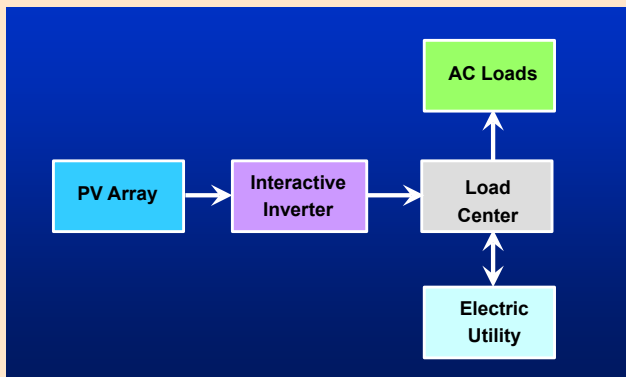 AC Loads
PV Array
Interactive
Inverter
Load
Center
Electric
Utility